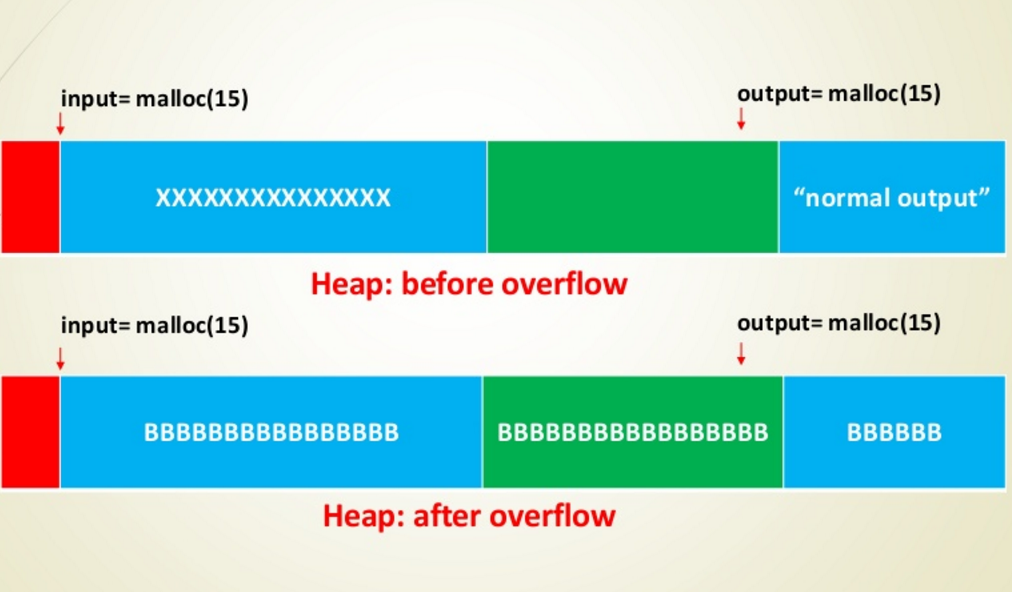 input= malloc(15)
output= malloc(15)
XXXXXXXXXXXXXXX
“normal output”
Heap: before overflow
input= malloc(15)
output= malloc(15)
BBBBBBBBBBBBBBBB
BBBBBBBBBBBBBBBBB
BBBBBB
Heap: after overflow